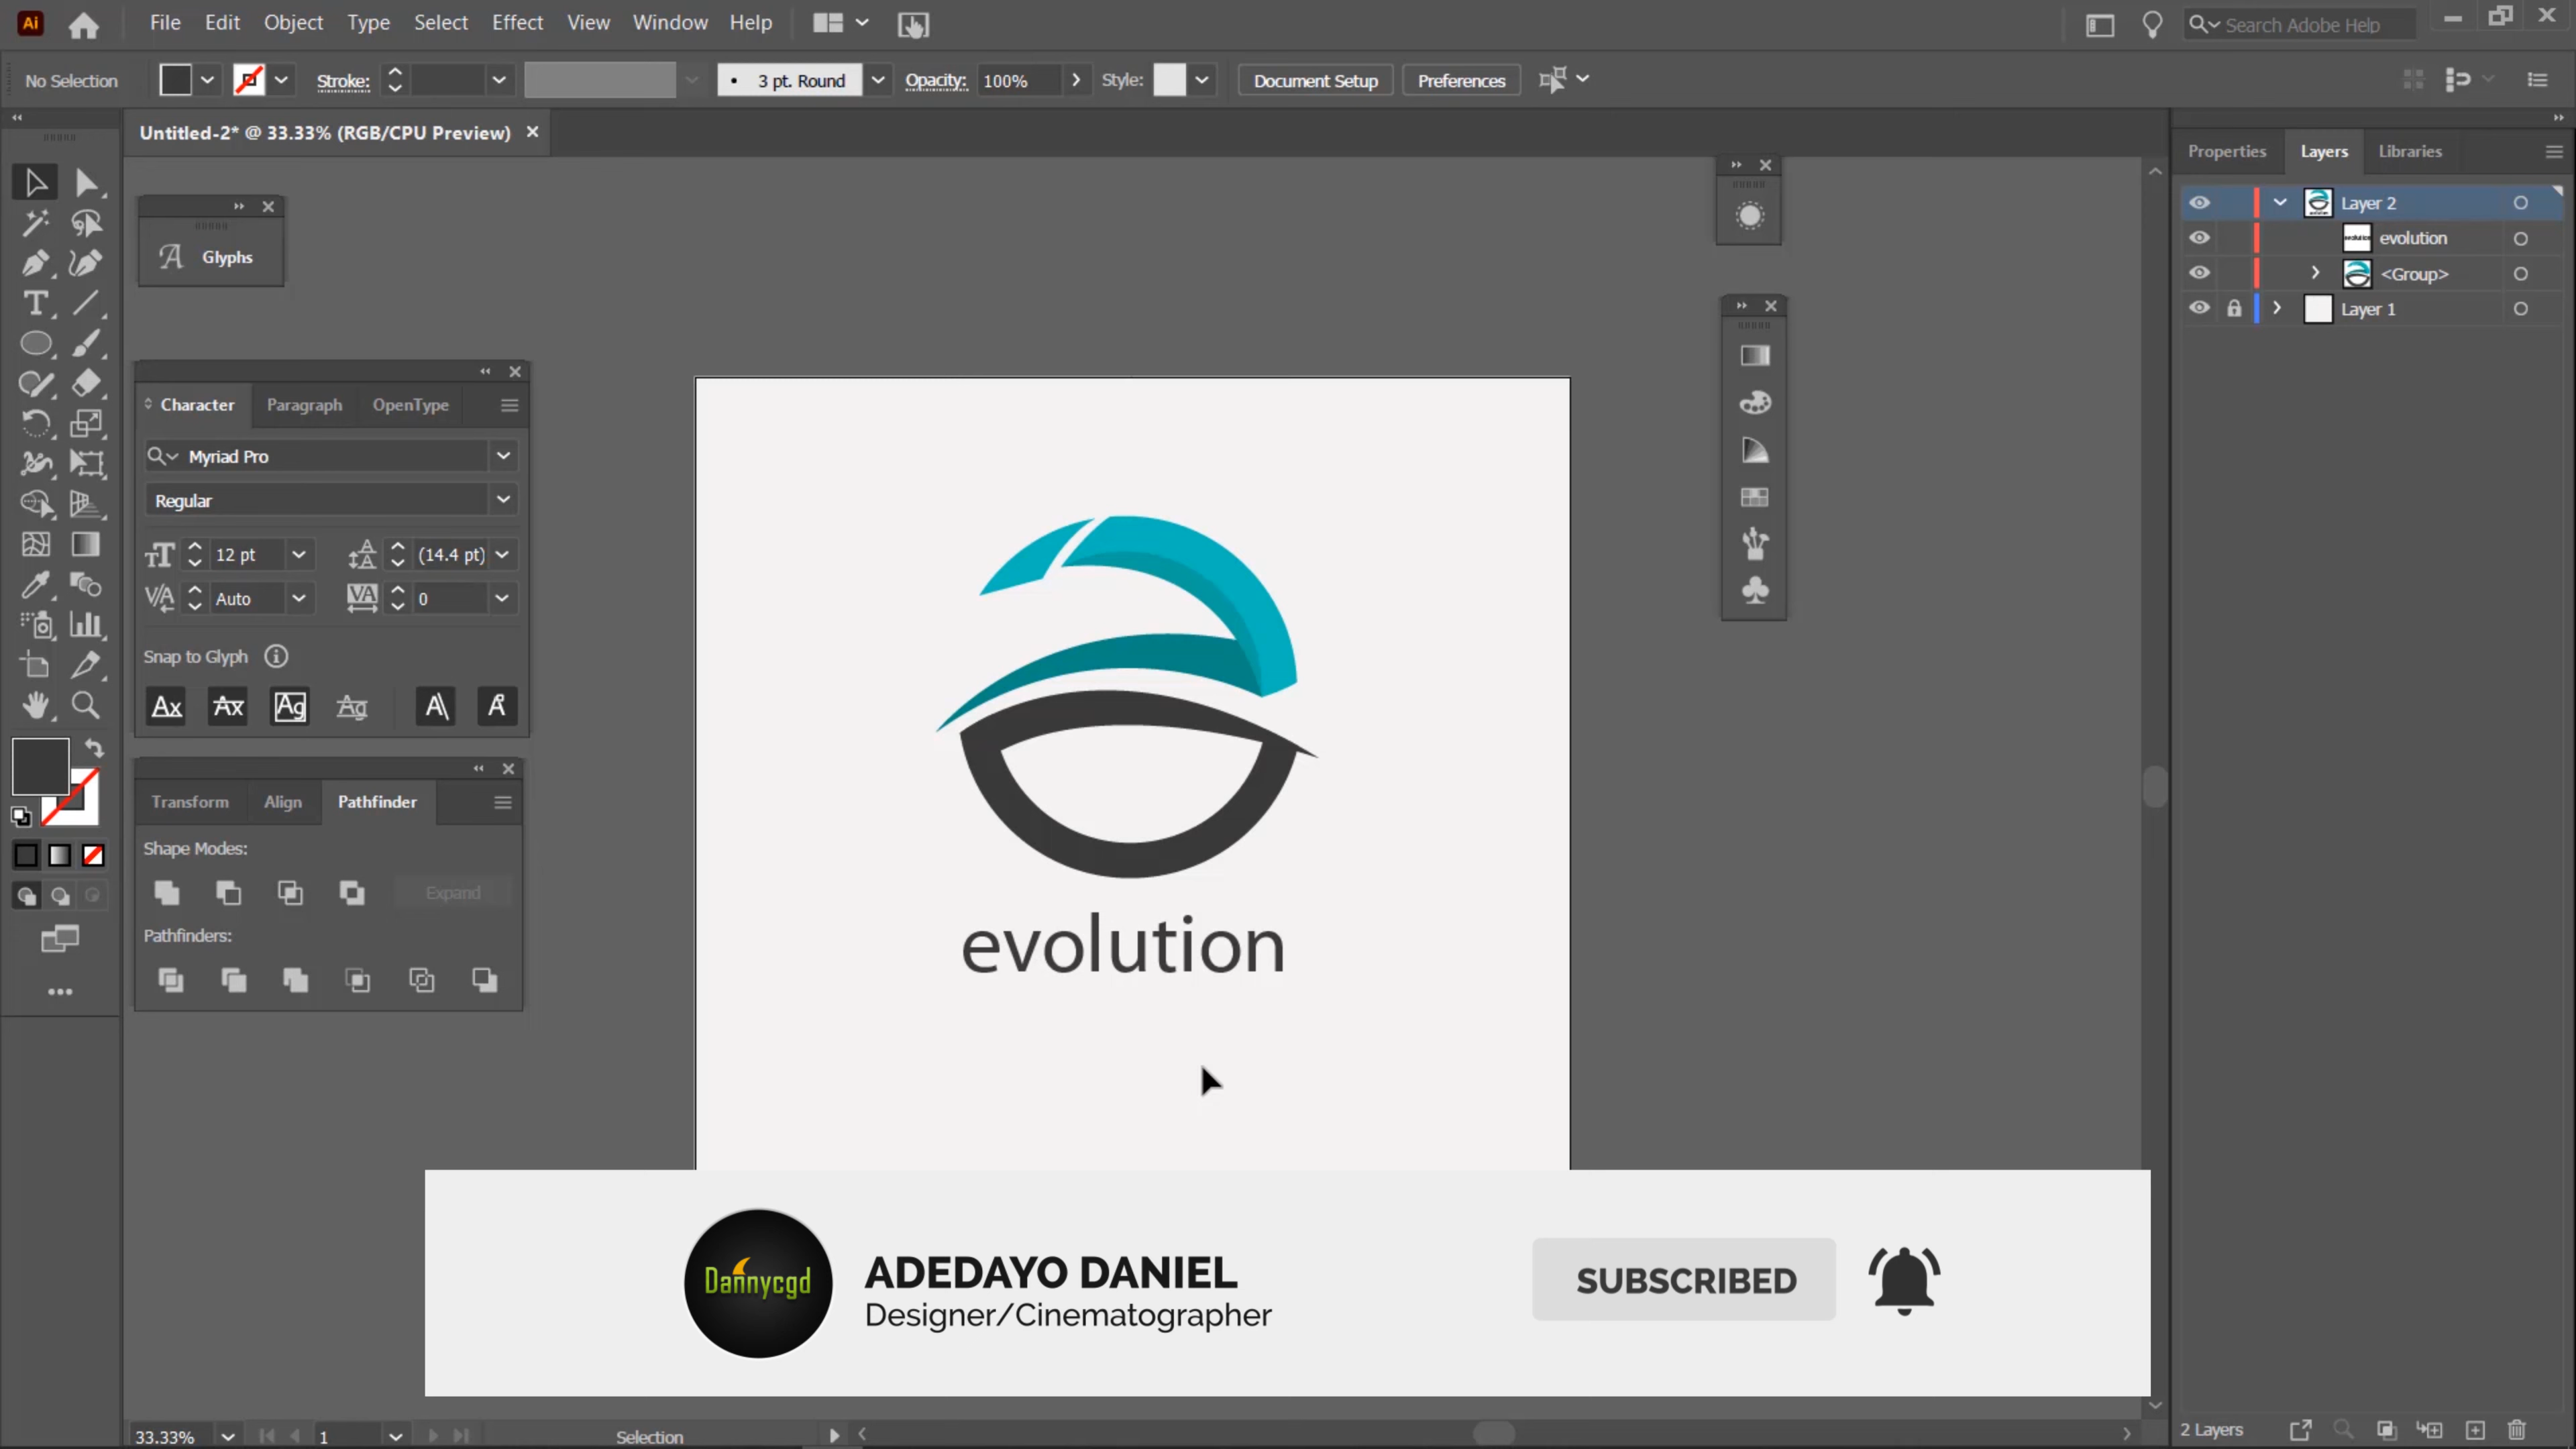 Ai File Edit Object Type Select Effect View Window Help Search Adobe Help
No Selection Stroke: 3 pt. Round Opacity: 100% Style: Document Setup Preferences
Untitled-2* @ 33.33% (RGB/CPU Preview)
Properties Layers Libraries
Layer 2
evolution
<Group>
Layer 1
A Glyphs
Character Paragraph OpenType
Myriad Pro
Regular
12 pt (14.4 pt)
Auto 0
Snap to Glyph
Transform Align Pathfinder
Shape Modes:
Expand
Pathfinders:
evolution
Dannycgd
ADEDAYO DANIEL
Designer/Cinematographer
SUBSCRIBED
33.33% 1 Selection
2 Layers